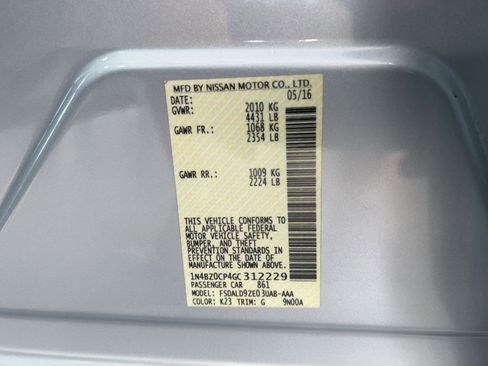 MFD BY NISSAN MOTOR CO., LTD.
DATE: 05/16
GVWR: 2010 KG
4431 LB
GAWR FR.: 1068 KG
2354 LB
GAWR RR.: 1009 KG
2224 LB
THIS VEHICLE CONFORMS TO
ALL APPLICABLE FEDERAL
MOTOR VEHICLE SAFETY,
BUMPER, AND THEFT
PREVENTION STANDARDS IN
EFFECT ON THE DATE OF
MANUFACTURE SHOWN ABOVE.
1N4BZ0CP4GC312229
PASSENGER CAR 861
MODEL: FSDALD9ZE03UAB-AAA
COLOR: K23 TRIM: G 9N00A